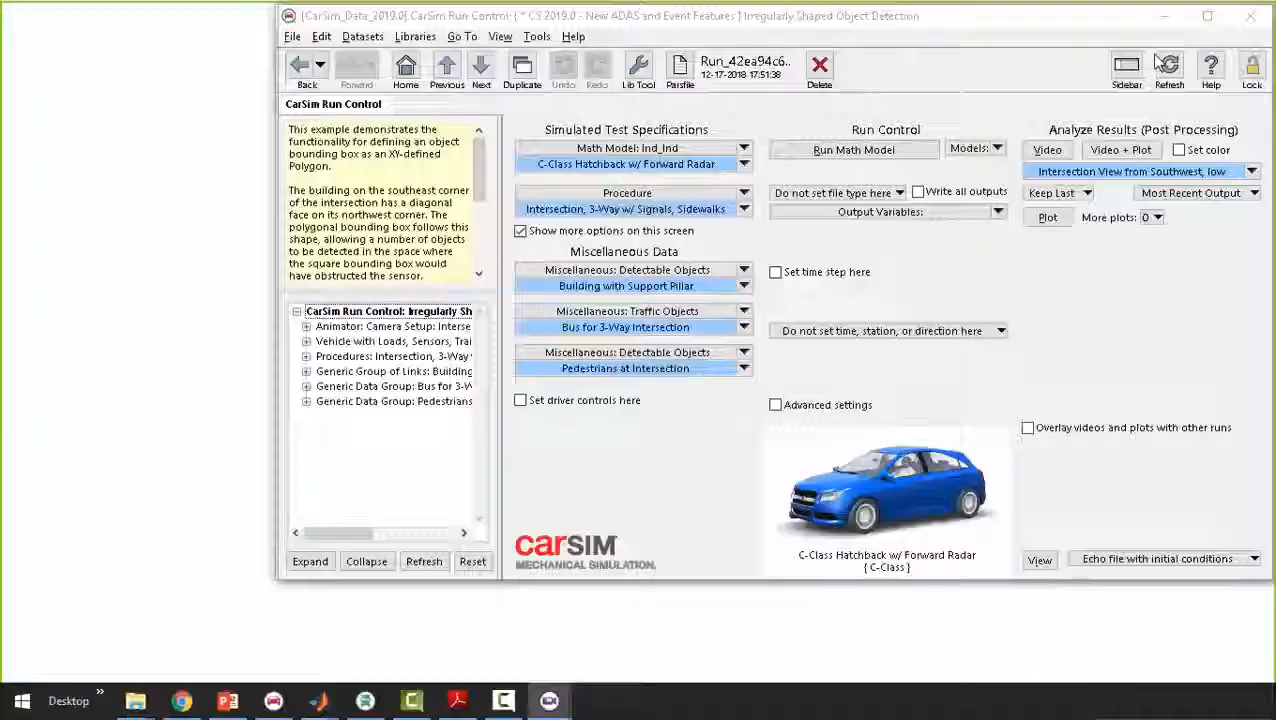 [CarSim_Data_2019.0] CarSim Run Control: { * CS 2019.0 - New ADAS and Event Features } Irregularly Shaped Object Detection
File Edit Datasets Libraries Go To View Tools Help
Back Forward Home Previous Next Duplicate Undo Redo Lib Tool Parsfile
Run_42ea94c6..
12-17-2018 17:51:38
Delete Sidebar Refresh Help Lock
CarSim Run Control
This example demonstrates the
functionality for defining an object
bounding box as an XY-defined
Polygon.
The building on the southeast corner
of the intersection has a diagonal
face on its northwest corner. The
polygonal bounding box follows this
shape, allowing a number of objects
to be detected in the space where
the square bounding box would
have obstructed the sensor.
CarSim Run Control: Irregularly Sh
Animator: Camera Setup: Interse
Vehicle with Loads, Sensors, Trai
Procedures: Intersection, 3-Way
Generic Group of Links: Building
Generic Data Group: Bus for 3-W
Generic Data Group: Pedestrians
Expand Collapse Refresh Reset
Simulated Test Specifications
Math Model: Ind_Ind
C-Class Hatchback w/ Forward Radar
Procedure
Intersection, 3-Way w/ Signals, Sidewalks
Show more options on this screen
Miscellaneous Data
Miscellaneous: Detectable Objects
Building with Support Pillar
Miscellaneous: Traffic Objects
Bus for 3-Way Intersection
Miscellaneous: Detectable Objects
Pedestrians at Intersection
Set driver controls here
carSIM
MECHANICAL SIMULATION.
Run Control
Run Math Model Models:
Do not set file type here Write all outputs
Output Variables:
Set time step here
Do not set time, station, or direction here
Advanced settings
C-Class Hatchback w/ Forward Radar
{ C-Class }
Analyze Results (Post Processing)
Video Video + Plot Set color
Intersection View from Southwest, low
Keep Last Most Recent Output
Plot More plots: 0
Overlay videos and plots with other runs
View Echo file with initial conditions
Desktop